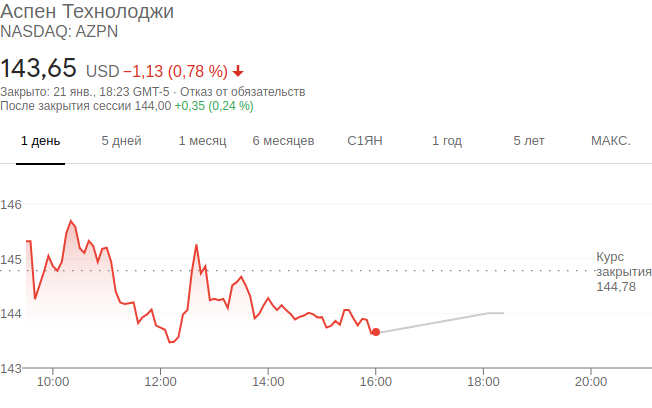 Аспен Технолоджи
NASDAQ: AZPN
143,65 USD −1,13 (0,78 %)
Закрыто: 21 янв., 18:23 GMT-5 · Отказ от обязательств
После закрытия сессии 144,00 +0,35 (0,24 %)
1 день 5 дней 1 месяц 6 месяцев С1ЯН 1 год 5 лет МАКС.
146
145
144
143
Курс
закрытия
144,78
10:00 12:00 14:00 16:00 18:00 20:00